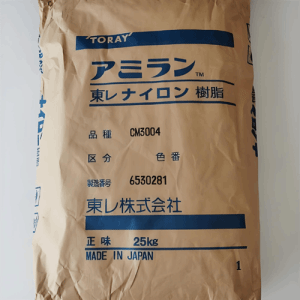 TORAY
アミラン™
東レ ナイロン 樹脂
品種 CM3004
区分 色番
製造番号 6530281
東レ株式会社
正味 25kg
MADE IN JAPAN
1